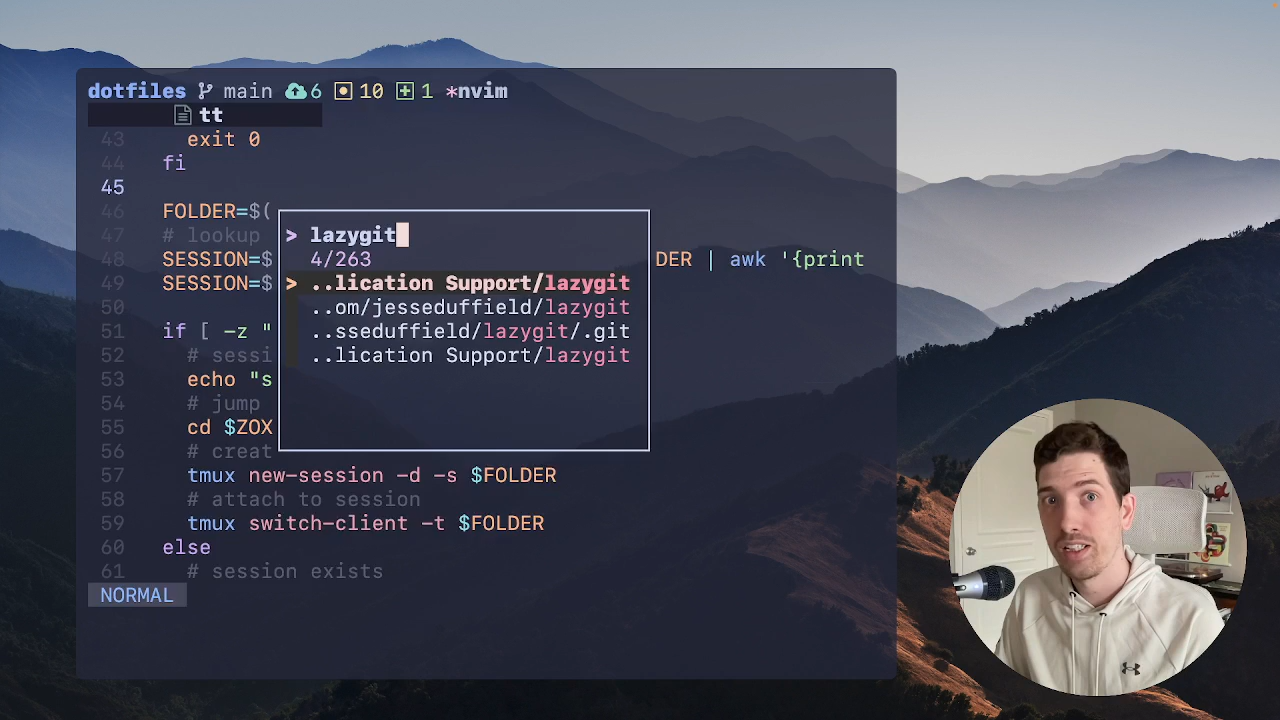 dotfiles main 6 10 1 *nvim
tt
43 exit 0
44 fi
45
46 FOLDER=$(
47 # lookup
48 SESSION=$ DER | awk '{print
49 SESSION=$
50
51 if [ -z "
52 # sessi
53 echo "s
54 # jump
55 cd $ZOX
56 # creat
57 tmux new-session -d -s $FOLDER
58 # attach to session
59 tmux switch-client -t $FOLDER
60 else
61 # session exists
NORMAL
> lazygit
4/263
> ..lication Support/lazygit
..om/jesseduffield/lazygit
..sseduffield/lazygit/.git
..lication Support/lazygit